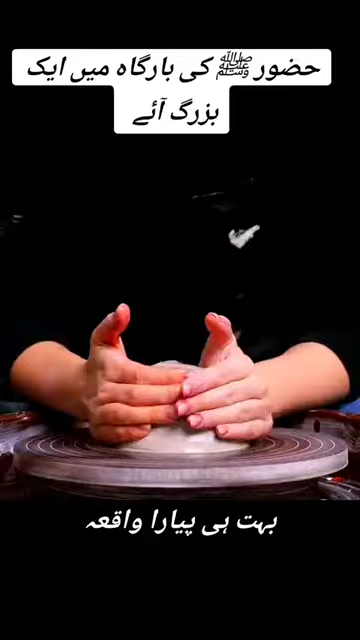 حضور ﷺ کی بارگاہ میں ایک
بزرگ آئے
بہت ہی پیارا واقعہ